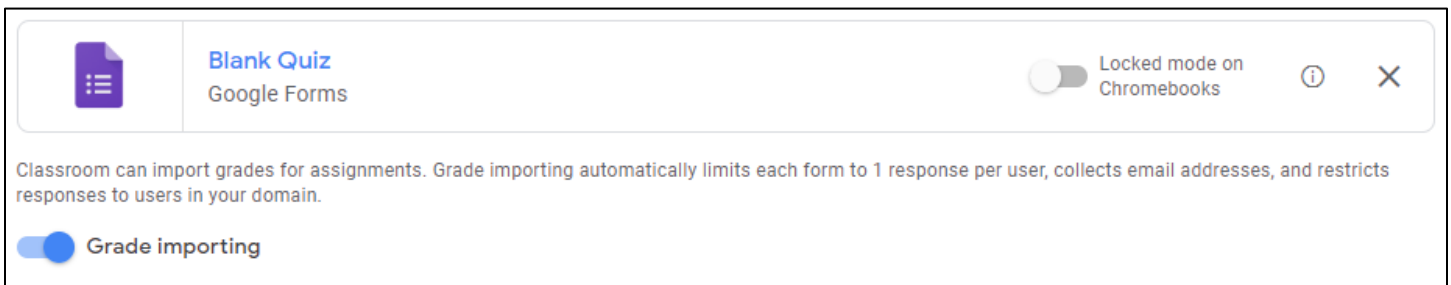 Blank Quiz
Google Forms
Locked mode on
Chromebooks
Classroom can import grades for assignments. Grade importing automatically limits each form to 1 response per user, collects email addresses, and restricts
responses to users in your domain.
Grade importing